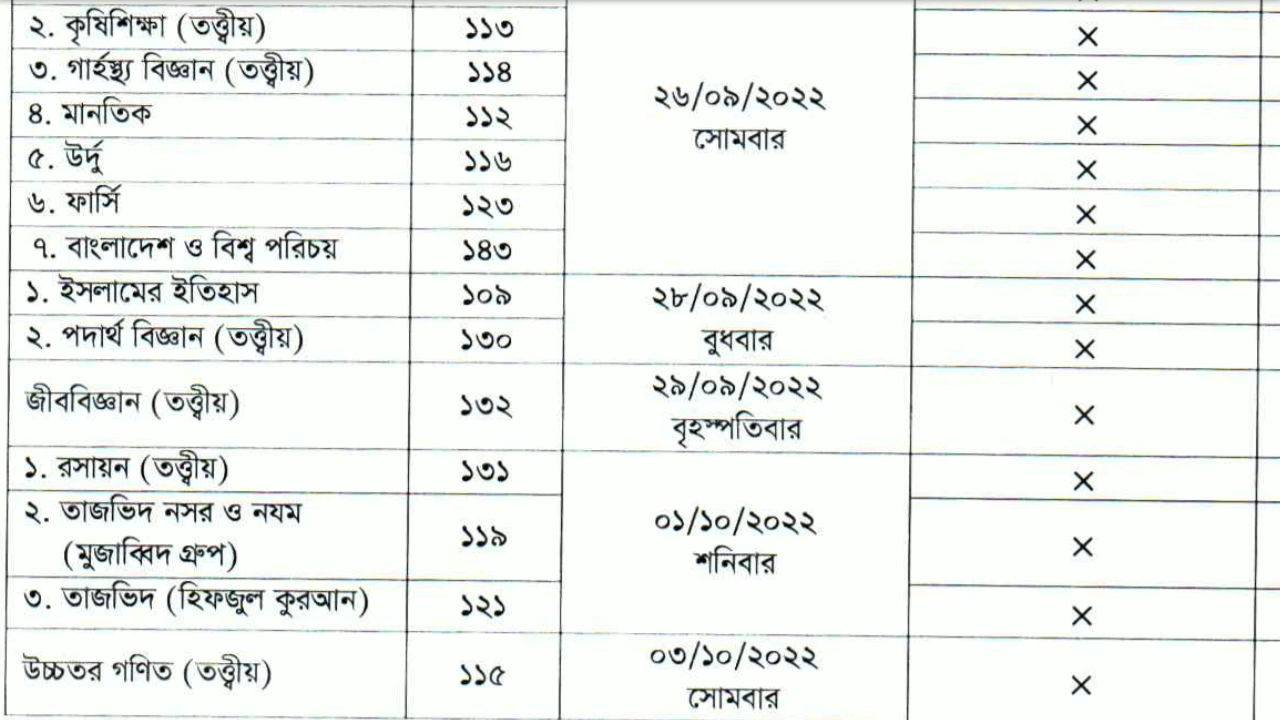 ২. কৃষিশিক্ষা (তত্ত্বীয়) ১১৩ ×
৩. গার্হস্থ্য বিজ্ঞান (তত্ত্বীয়) ১১৪ ×
২৬/০৯/২০২২
৪. মানতিক ১১২ ×
সোমবার
৫. উর্দু ১১৬ ×
৬. ফার্সি ১২৩ ×
৭. বাংলাদেশ ও বিশ্ব পরিচয় ১৪৩ ×
১. ইসলামের ইতিহাস ১০৯ ২৮/০৯/২০২২ ×
২. পদার্থ বিজ্ঞান (তত্ত্বীয়) ১৩০ বুধবার ×
২৯/০৯/২০২২
জীববিজ্ঞান (তত্ত্বীয়) ১৩২ ×
বৃহস্পতিবার
১. রসায়ন (তত্ত্বীয়) ১৩১ ×
২. তাজভিদ নসর ও নযম
(মুজাব্বিদ গ্রুপ) ১১৯ ×
০১/১০/২০২২
শনিবার
৩. তাজভিদ (হিফজুল কুরআন) ১২১ ×
০৩/১০/২০২২
উচ্চতর গণিত (তত্ত্বীয়) ১১৫ ×
সোমবার